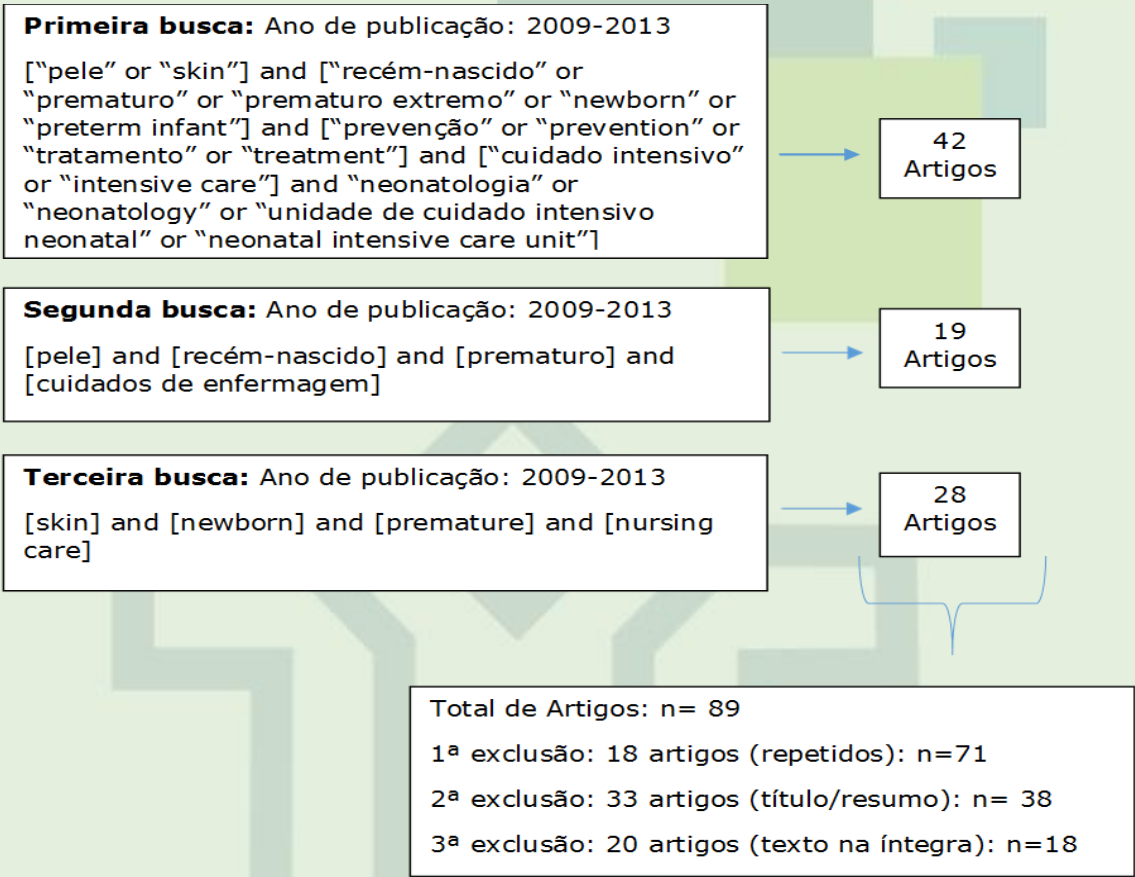 Primeira busca: Ano de publicação: 2009-2013
[“pele” or “skin”] and [“recém-nascido” or
“prematuro” or “prematuro extremo” or “newborn” or
“preterm infant”] and [“prevenção” or “prevention” or
“tratamento” or “treatment”] and [“cuidado intensivo”
or “intensive care”] and “neonatologia” or
“neonatology” or “unidade de cuidado intensivo
neonatal” or “neonatal intensive care unit”]
42
Artigos
Segunda busca: Ano de publicação: 2009-2013
[pele] and [recém-nascido] and [prematuro] and
[cuidados de enfermagem]
19
Artigos
Terceira busca: Ano de publicação: 2009-2013
[skin] and [newborn] and [premature] and [nursing
care]
28
Artigos
Total de Artigos: n= 89
1ª exclusão: 18 artigos (repetidos): n=71
2ª exclusão: 33 artigos (título/resumo): n= 38
3ª exclusão: 20 artigos (texto na íntegra): n=18